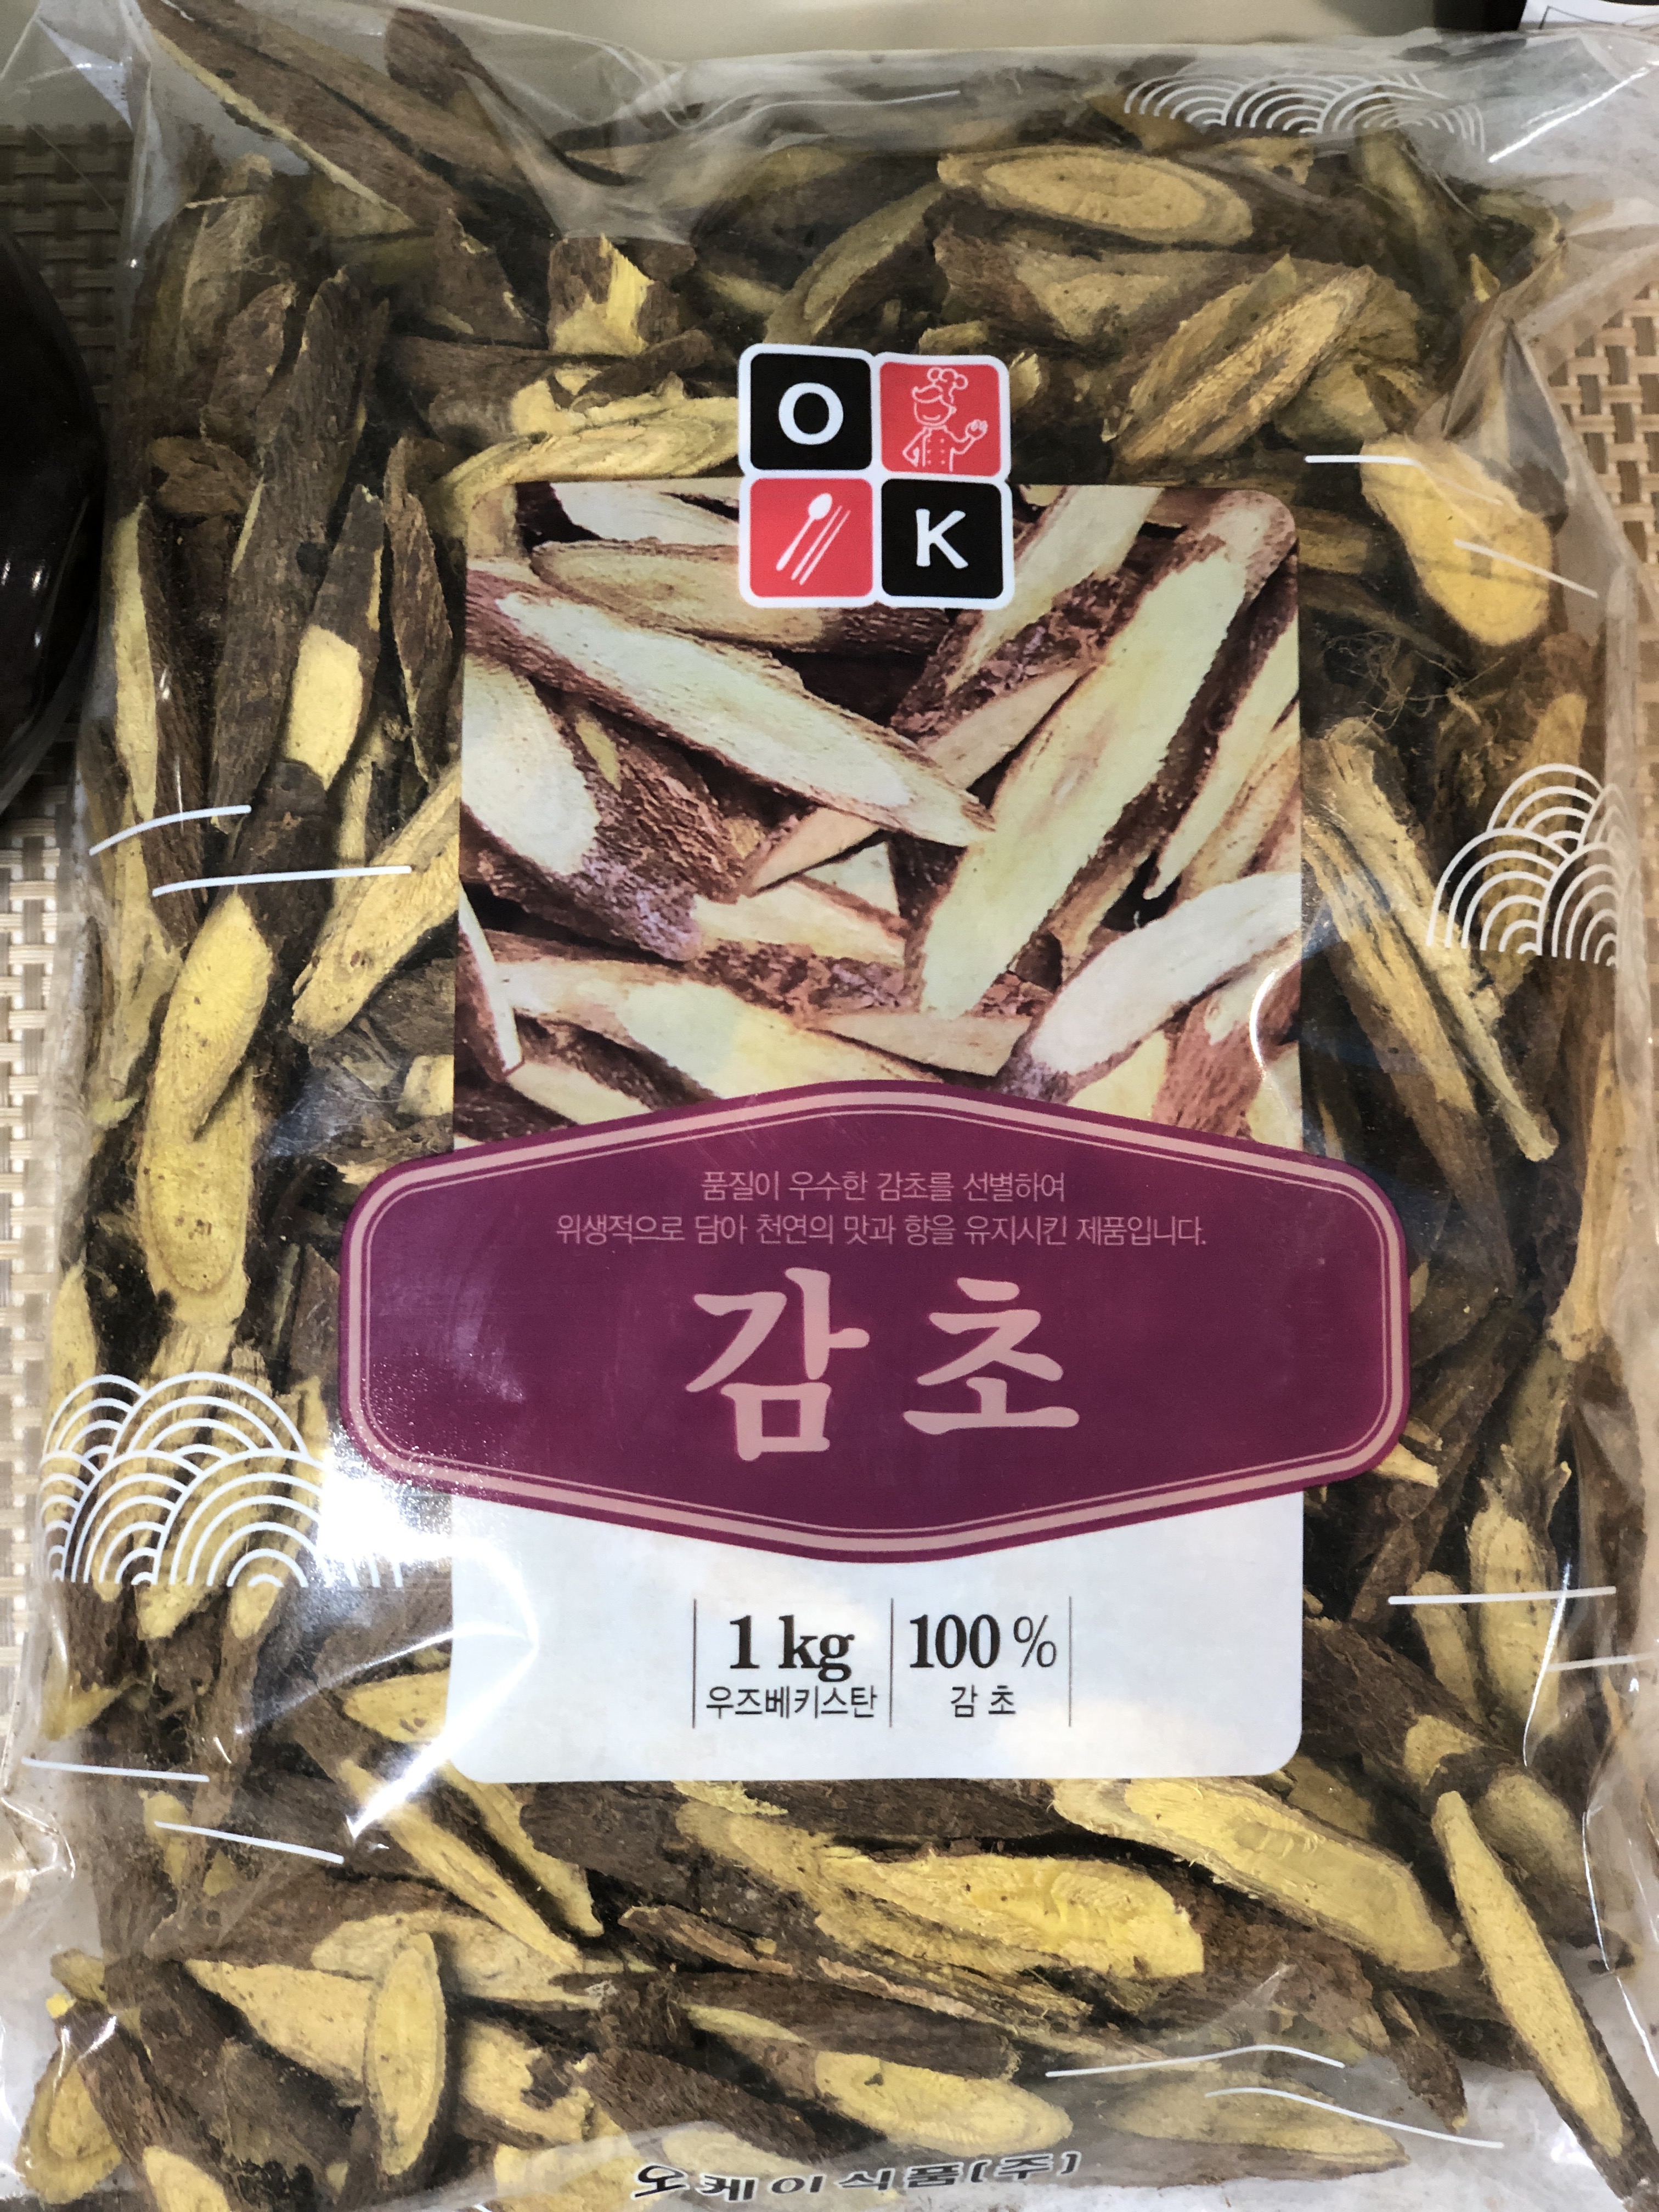 O
K
품질이 우수한 감초를 선별하여
위생적으로 담아 천연의 맛과 향을 유지시킨 제품입니다.
감초
1 kg 100 %
우즈베키스탄 감 초
오케이식품(주)